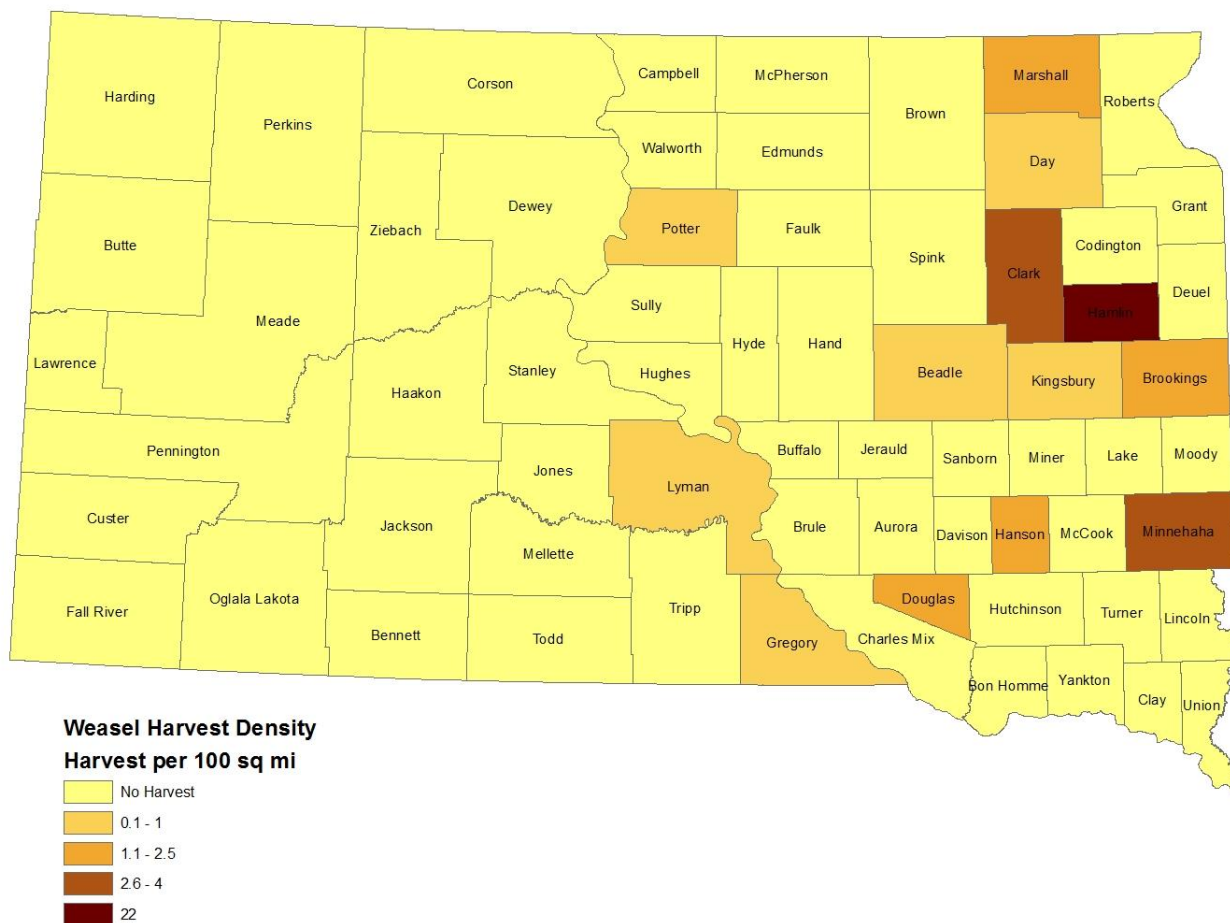 Harding
Perkins
Corson
Campbell
McPherson
Brown
Marshall
Roberts
Walworth
Edmunds
Day
Butte
Ziebach
Dewey
Potter
Faulk
Spink
Clark
Codington
Grant
Meade
Sully
Hyde
Hand
Hamlin
Deuel
Lawrence
Haakon
Stanley
Hughes
Beadle
Kingsbury
Brookings
Pennington
Jones
Lyman
Buffalo
Jerauld
Sanborn
Miner
Lake
Moody
Custer
Jackson
Mellette
Brule
Aurora
Davison
Hanson
McCook
Minnehaha
Fall River
Oglala Lakota
Bennett
Todd
Tripp
Gregory
Charles Mix
Douglas
Hutchinson
Turner
Lincoln
Bon Homme
Yankton
Clay
Union
Weasel Harvest Density
Harvest per 100 sq mi
No Harvest
0.1 - 1
1.1 - 2.5
2.6 - 4
22